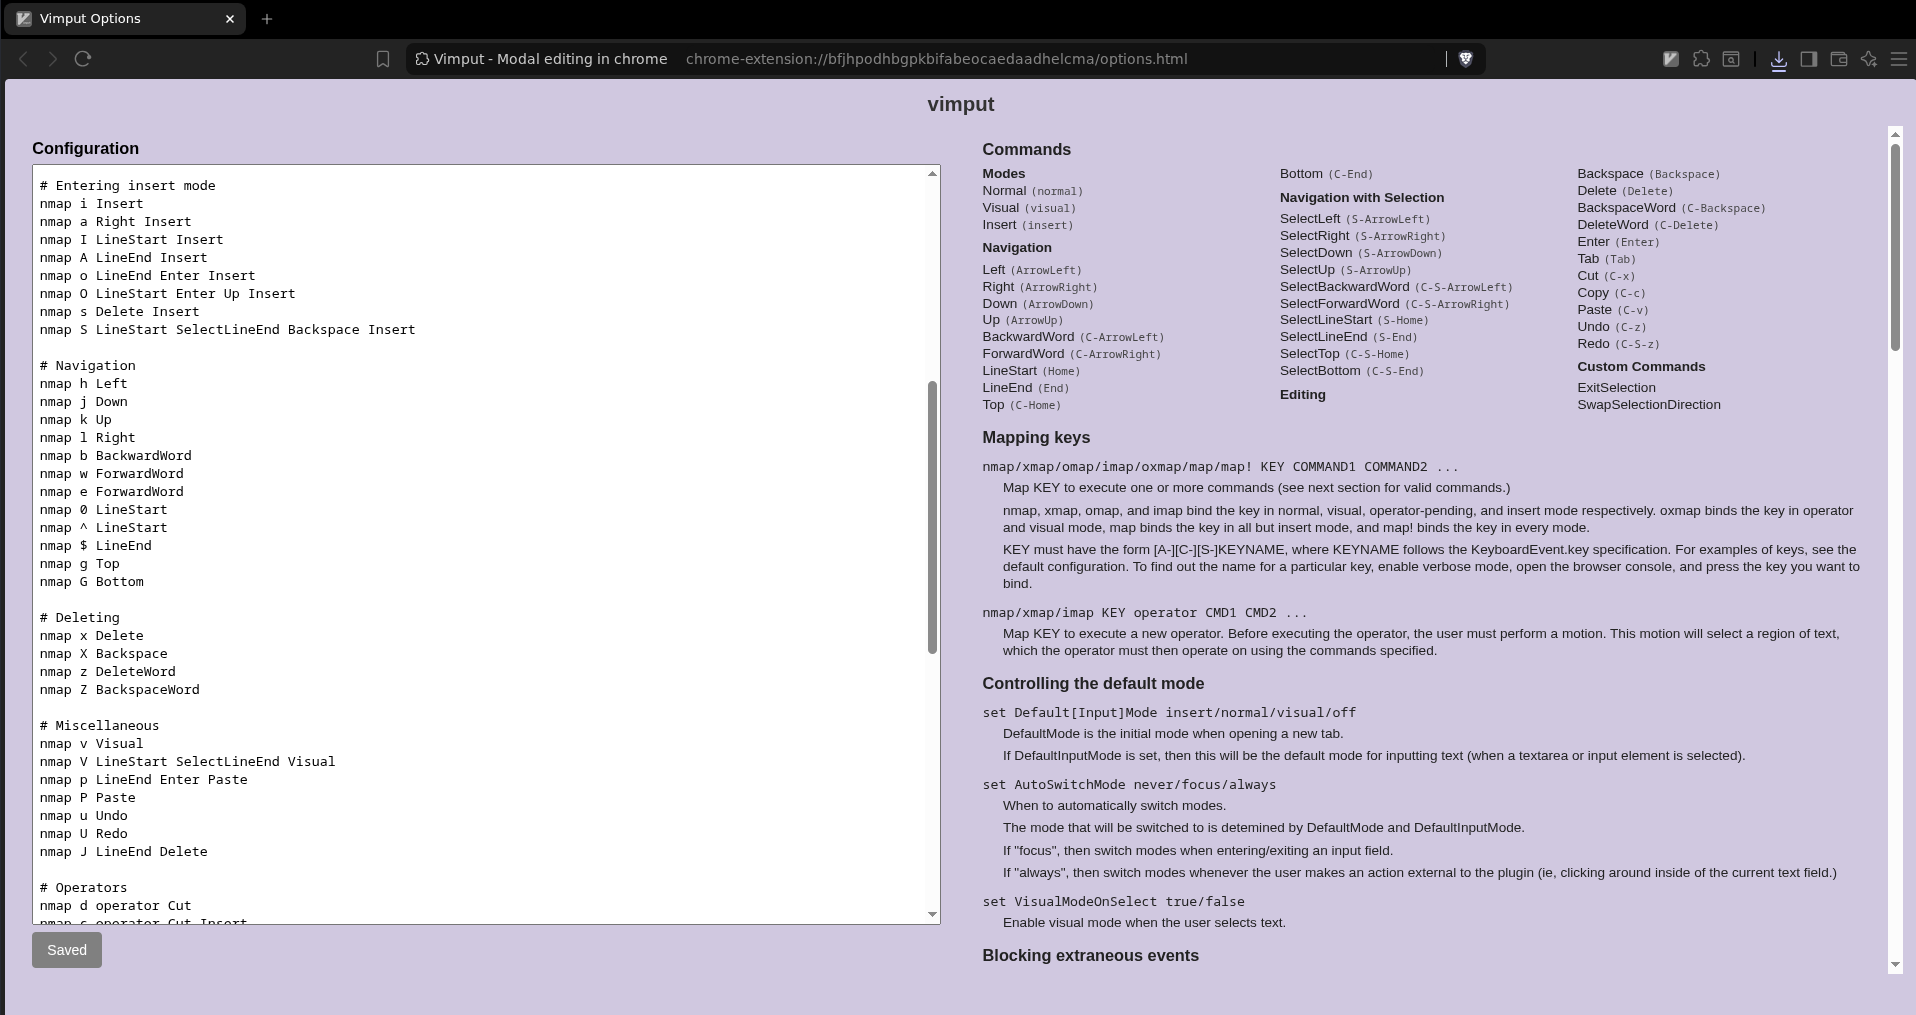 Vimput Options
Vimput - Modal editing in chrome chrome-extension://bfjhpodhbgpkbifabeocaedaadhelcma/options.html
vimput
Configuration
# Entering insert mode
nmap i Insert
nmap a Right Insert
nmap I LineStart Insert
nmap A LineEnd Insert
nmap o LineEnd Enter Insert
nmap O LineStart Enter Up Insert
nmap s Delete Insert
nmap S LineStart SelectLineEnd Backspace Insert
# Navigation
nmap h Left
nmap j Down
nmap k Up
nmap l Right
nmap b BackwardWord
nmap w ForwardWord
nmap e ForwardWord
nmap 0 LineStart
nmap ^ LineStart
nmap $ LineEnd
nmap g Top
nmap G Bottom
# Deleting
nmap x Delete
nmap X Backspace
nmap z DeleteWord
nmap Z BackspaceWord
# Miscellaneous
nmap v Visual
nmap V LineStart SelectLineEnd Visual
nmap p LineEnd Enter Paste
nmap P Paste
nmap u Undo
nmap U Redo
nmap J LineEnd Delete
# Operators
nmap d operator Cut
nmap c operator Cut Insert
Saved
Commands
Modes
Normal (normal)
Visual (visual)
Insert (insert)
Navigation
Left (ArrowLeft)
Right (ArrowRight)
Down (ArrowDown)
Up (ArrowUp)
BackwardWord (C-ArrowLeft)
ForwardWord (C-ArrowRight)
LineStart (Home)
LineEnd (End)
Top (C-Home)
Bottom (C-End)
Navigation with Selection
SelectLeft (S-ArrowLeft)
SelectRight (S-ArrowRight)
SelectDown (S-ArrowDown)
SelectUp (S-ArrowUp)
SelectBackwardWord (C-S-ArrowLeft)
SelectForwardWord (C-S-ArrowRight)
SelectLineStart (S-Home)
SelectLineEnd (S-End)
SelectTop (C-S-Home)
SelectBottom (C-S-End)
Editing
Backspace (Backspace)
Delete (Delete)
BackspaceWord (C-Backspace)
DeleteWord (C-Delete)
Enter (Enter)
Tab (Tab)
Cut (C-x)
Copy (C-c)
Paste (C-v)
Undo (C-z)
Redo (C-S-z)
Custom Commands
ExitSelection
SwapSelectionDirection
Mapping keys
nmap/xmap/omap/imap/oxmap/map/map! KEY COMMAND1 COMMAND2 ...
Map KEY to execute one or more commands (see next section for valid commands.)
nmap, xmap, omap, and imap bind the key in normal, visual, operator-pending, and insert mode respectively. oxmap binds the key in operator
and visual mode, map binds the key in all but insert mode, and map! binds the key in every mode.
KEY must have the form [A-][C-][S-]KEYNAME, where KEYNAME follows the KeyboardEvent.key specification. For examples of keys, see the
default configuration. To find out the name for a particular key, enable verbose mode, open the browser console, and press the key you want to
bind.
nmap/xmap/imap KEY operator CMD1 CMD2 ...
Map KEY to execute a new operator. Before executing the operator, the user must perform a motion. This motion will select a region of text,
which the operator must then operate on using the commands specified.
Controlling the default mode
set Default[Input]Mode insert/normal/visual/off
DefaultMode is the initial mode when opening a new tab.
If DefaultInputMode is set, then this will be the default mode for inputting text (when a textarea or input element is selected).
set AutoSwitchMode never/focus/always
When to automatically switch modes.
The mode that will be switched to is detemined by DefaultMode and DefaultInputMode.
If "focus", then switch modes when entering/exiting an input field.
If "always", then switch modes whenever the user makes an action external to the plugin (ie, clicking around inside of the current text field.)
set VisualModeOnSelect true/false
Enable visual mode when the user selects text.
Blocking extraneous events